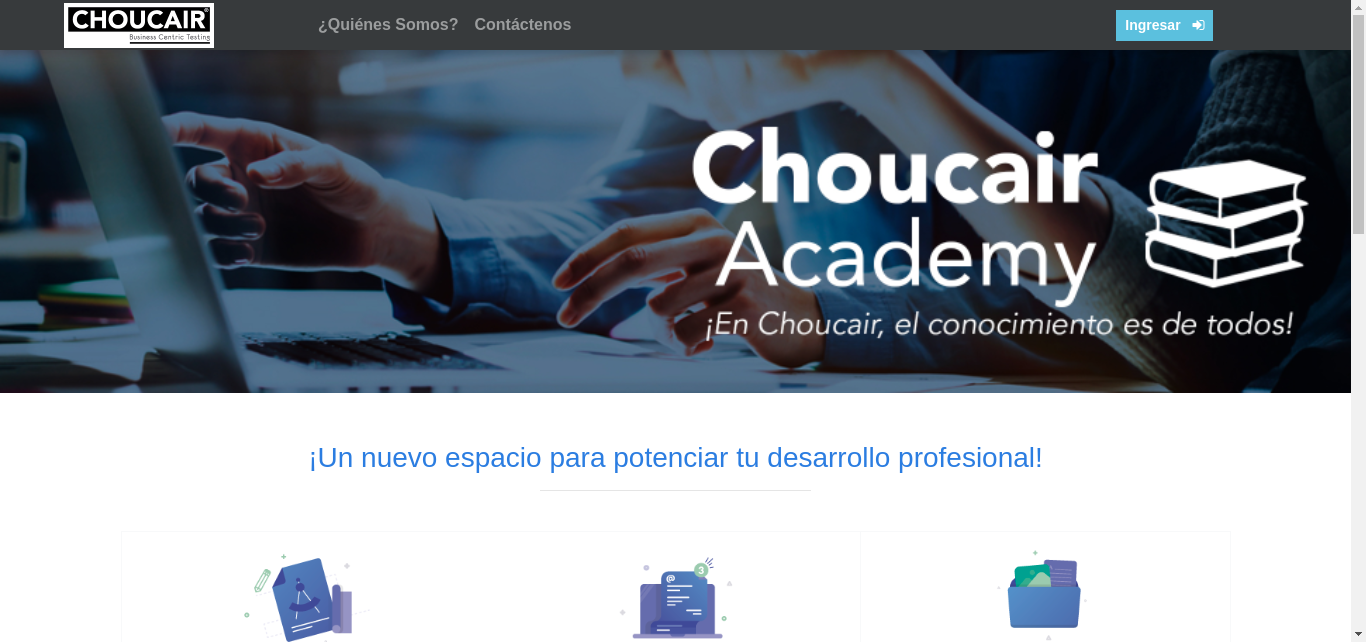 CHOUCAIR®
Business Centric Testing
¿Quiénes Somos? Contáctenos
Ingresar
Choucair
Academy
¡En Choucair, el conocimiento es de todos!
¡Un nuevo espacio para potenciar tu desarrollo profesional!
@
3